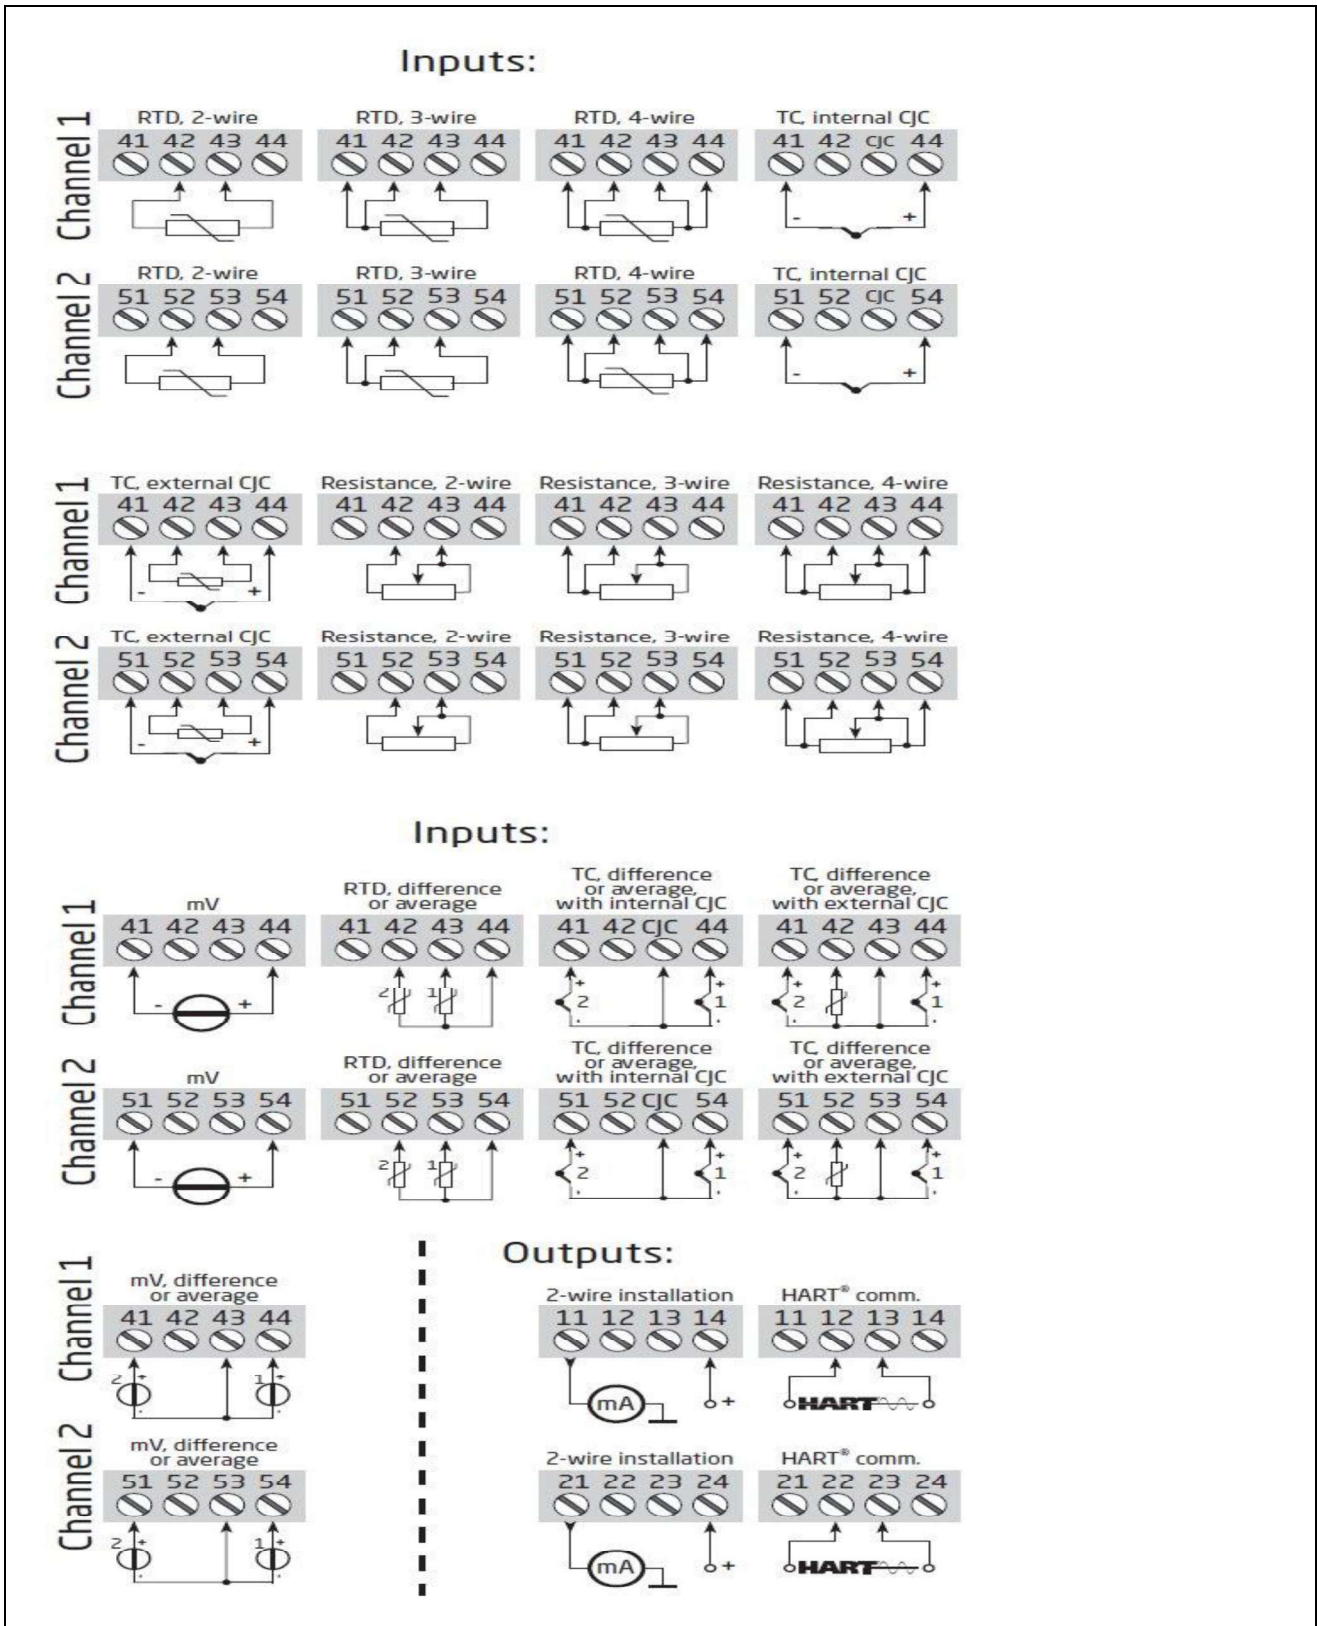 Inputs:
Channel 1
RTD, 2-wire RTD, 3-wire RTD, 4-wire TC, internal CJC
41 42 43 44 41 42 43 44 41 42 43 44 41 42 CJC 44
- +
Channel 2
RTD, 2-wire RTD, 3-wire RTD, 4-wire TC, internal CJC
51 52 53 54 51 52 53 54 51 52 53 54 51 52 CJC 54
- +
Channel 1
TC, external CJC Resistance, 2-wire Resistance, 3-wire Resistance, 4-wire
41 42 43 44 41 42 43 44 41 42 43 44 41 42 43 44
- +
Channel 2
TC, external CJC Resistance, 2-wire Resistance, 3-wire Resistance, 4-wire
51 52 53 54 51 52 53 54 51 52 53 54 51 52 53 54
- +
Inputs:
Channel 1
mV
RTD, difference
or average
TC, difference
or average,
with internal CJC
TC, difference
or average,
with external CJC
41 42 43 44 41 42 43 44 41 42 CJC 44 41 42 43 44
- + 2 1 + 2 + 1 + 2 + 1
- - - -
Channel 2
mV
RTD, difference
or average
TC, difference
or average,
with internal CJC
TC, difference
or average,
with external CJC
51 52 53 54 51 52 53 54 51 52 CJC 54 51 52 53 54
- + 2 1 + 2 + 1 + 2 + 1
- - - -
Channel 1
mV, difference
or average
41 42 43 44
2 + 1 +
- -
Channel 2
mV, difference
or average
51 52 53 54
2 + 1 +
- -
Outputs:
2-wire installation HART® comm.
11 12 13 14 11 12 13 14
mA + HART
2-wire installation HART® comm.
21 22 23 24 21 22 23 24
mA + HART